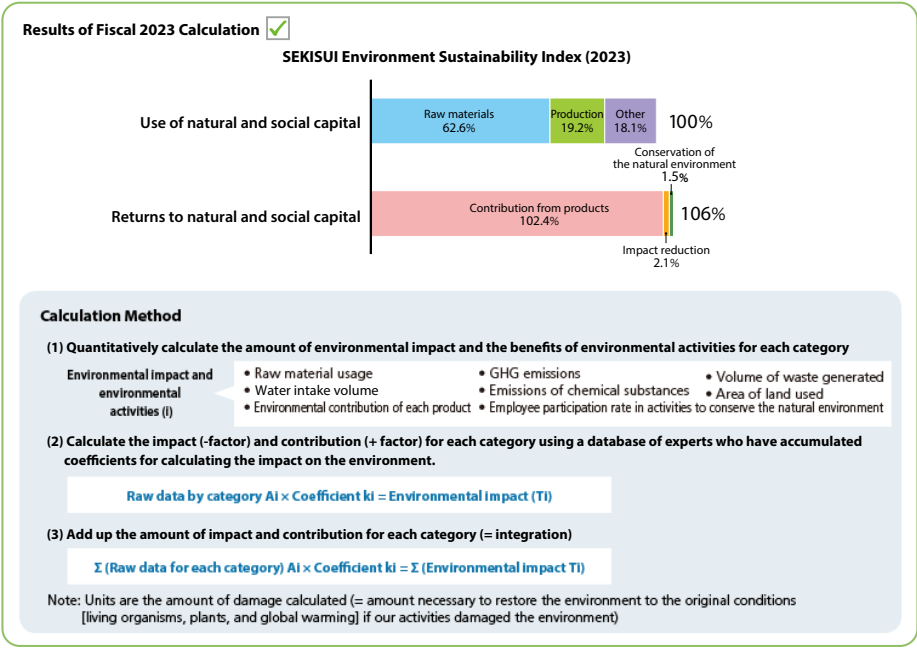 Results of Fiscal 2023 Calculation
SEKISUI Environment Sustainability Index (2023)
Use of natural and social capital
Raw materials
62.6%
Production
19.2%
Other
18.1%
100%
Conservation of
the natural environment
1.5%
Returns to natural and social capital
Contribution from products
102.4%
106%
Impact reduction
2.1%
Calculation Method
(1) Quantitatively calculate the amount of environmental impact and the benefits of environmental activities for each category
Environmental impact and
environmental
activities (i)
• Raw material usage
• Water intake volume
• Environmental contribution of each product
• GHG emissions
• Emissions of chemical substances
• Employee participation rate in activities to conserve the natural environment
• Volume of waste generated
• Area of land used
(2) Calculate the impact (-factor) and contribution (+ factor) for each category using a database of experts who have accumulated
coefficients for calculating the impact on the environment.
Raw data by category Ai × Coefficient ki = Environmental impact (Ti)
(3) Add up the amount of impact and contribution for each category (= integration)
Σ (Raw data for each category) Ai × Coefficient ki = Σ (Environmental impact Ti)
Note: Units are the amount of damage calculated (= amount necessary to restore the environment to the original conditions
[living organisms, plants, and global warming] if our activities damaged the environment)